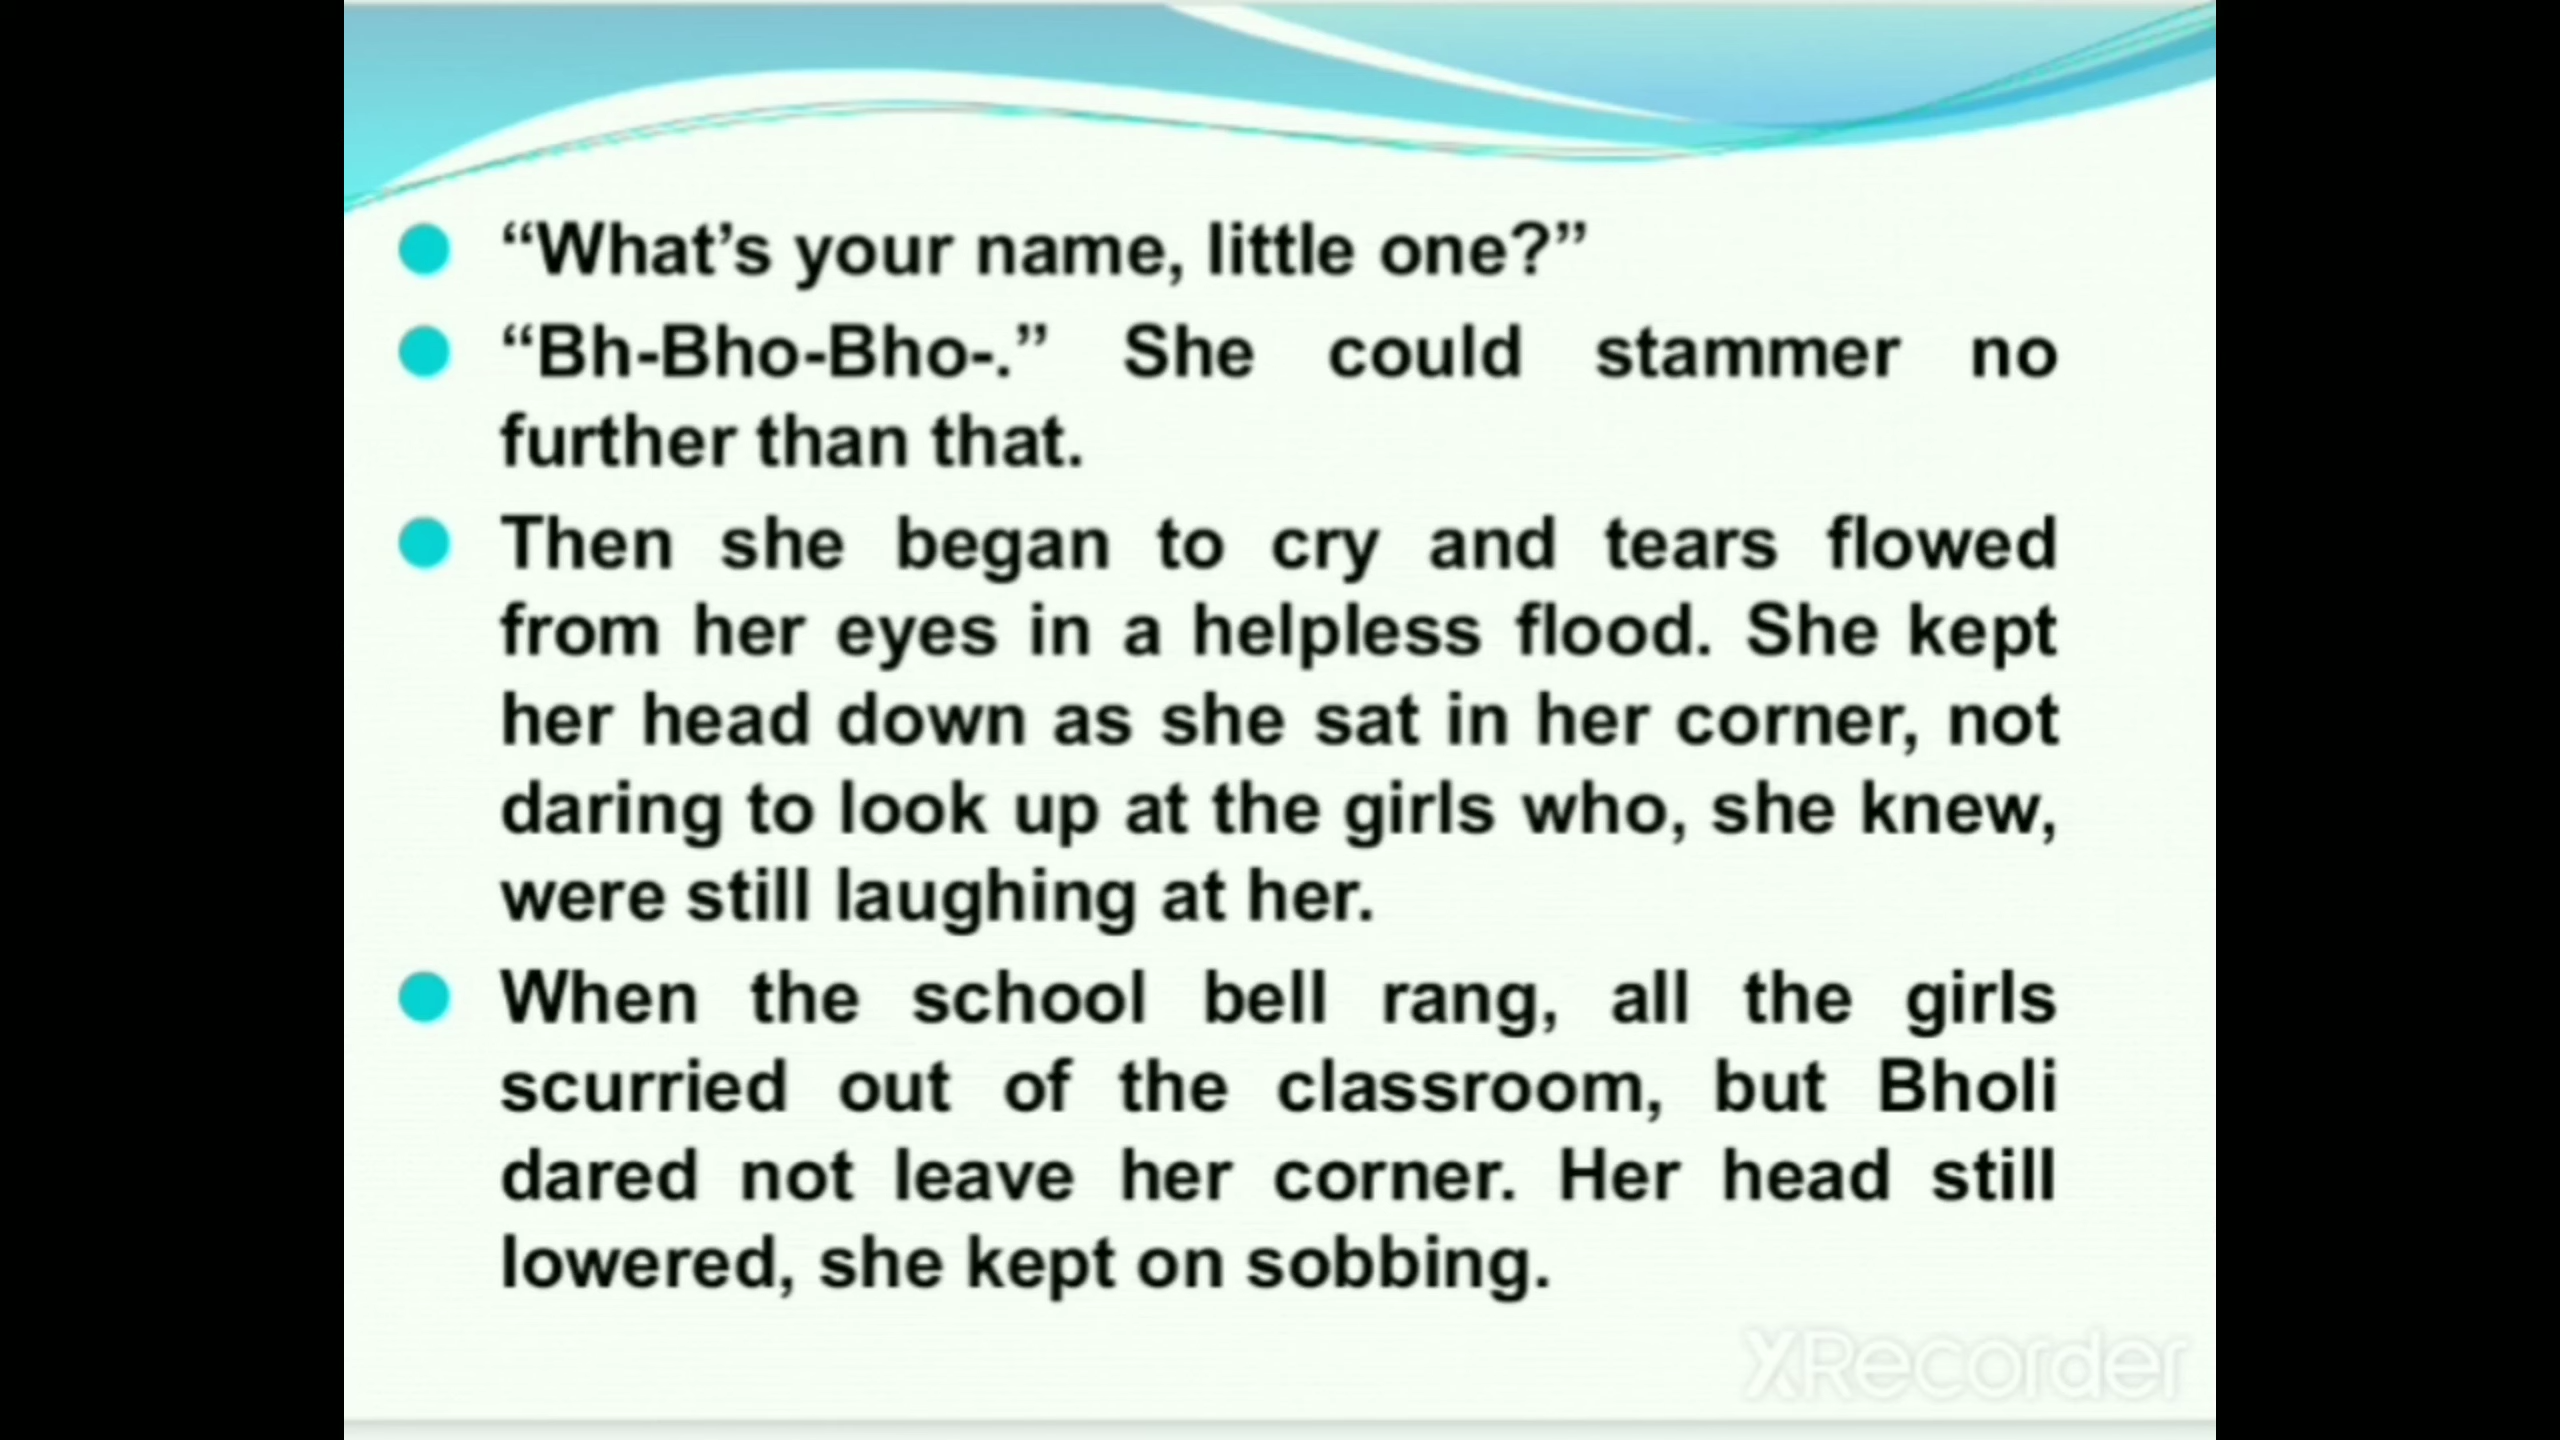 “What’s your name, little one?”
“Bh-Bho-Bho-.” She could stammer no
further than that.
Then she began to cry and tears flowed
from her eyes in a helpless flood. She kept
her head down as she sat in her corner, not
daring to look up at the girls who, she knew,
were still laughing at her.
When the school bell rang, all the girls
scurried out of the classroom, but Bholi
dared not leave her corner. Her head still
lowered, she kept on sobbing.
XRecorder